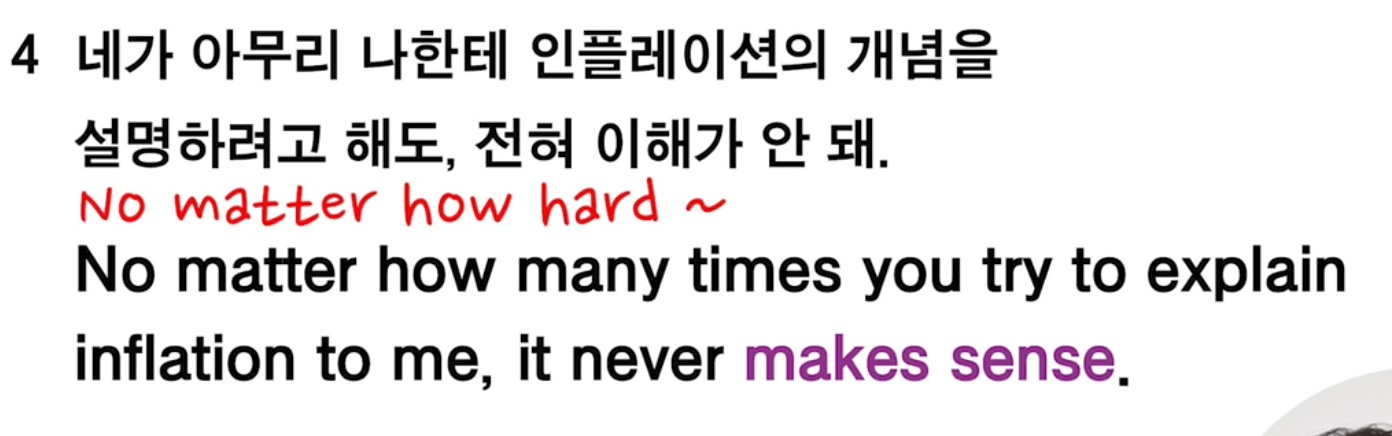 4 네가 아무리 나한테 인플레이션의 개념을
설명하려고 해도, 전혀 이해가 안 돼.
No matter how hard ~
No matter how many times you try to explain
inflation to me, it never makes sense.